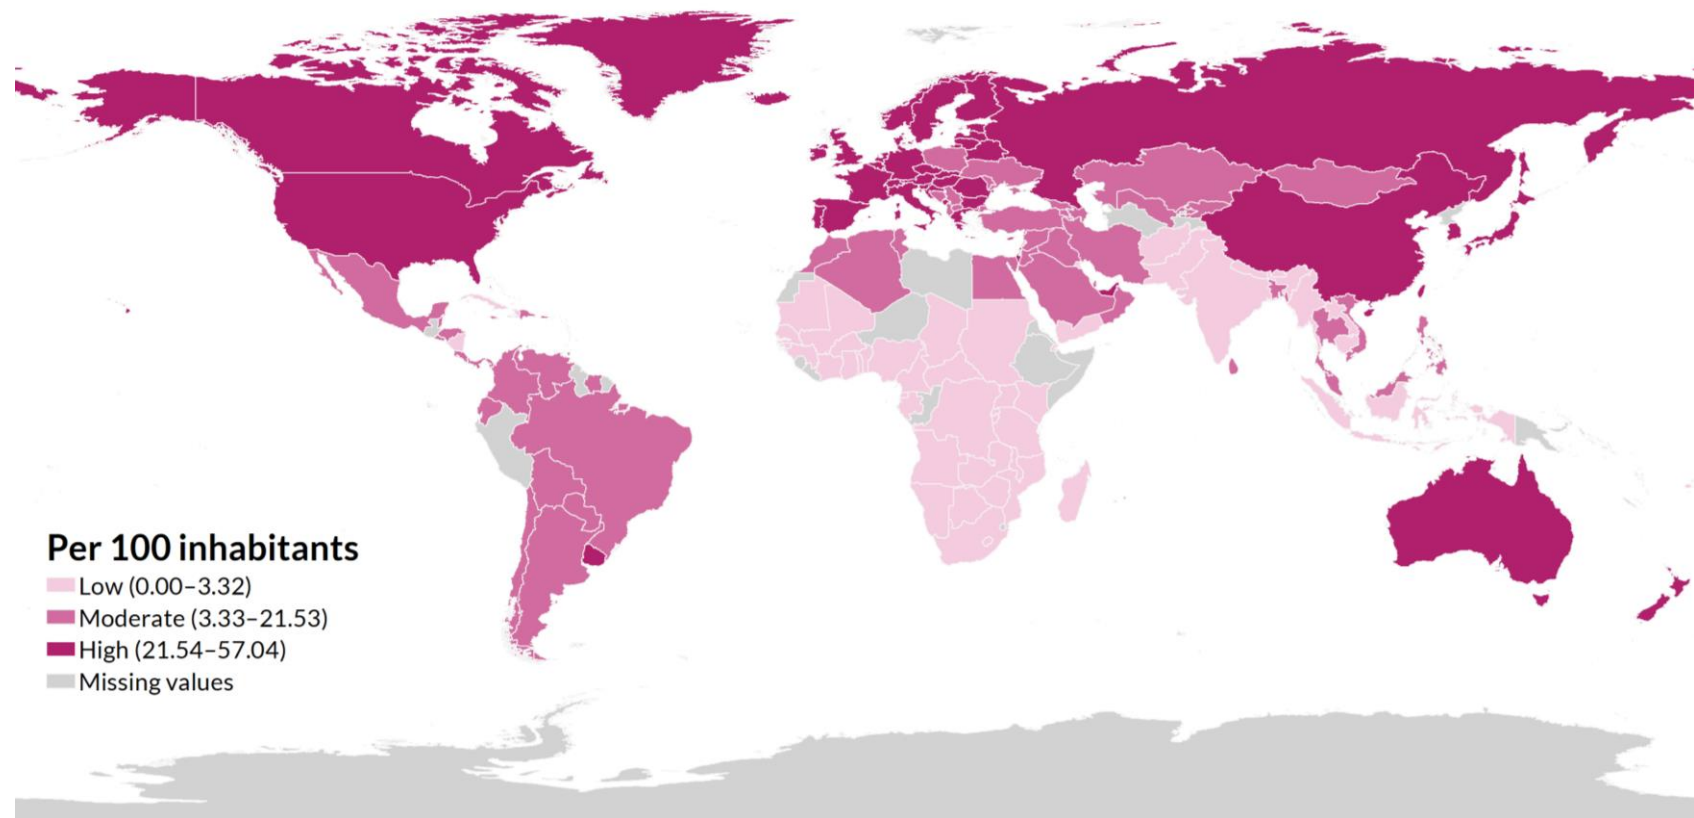 Per 100 inhabitants
Low (0.00–3.32)
Moderate (3.33–21.53)
High (21.54–57.04)
Missing values